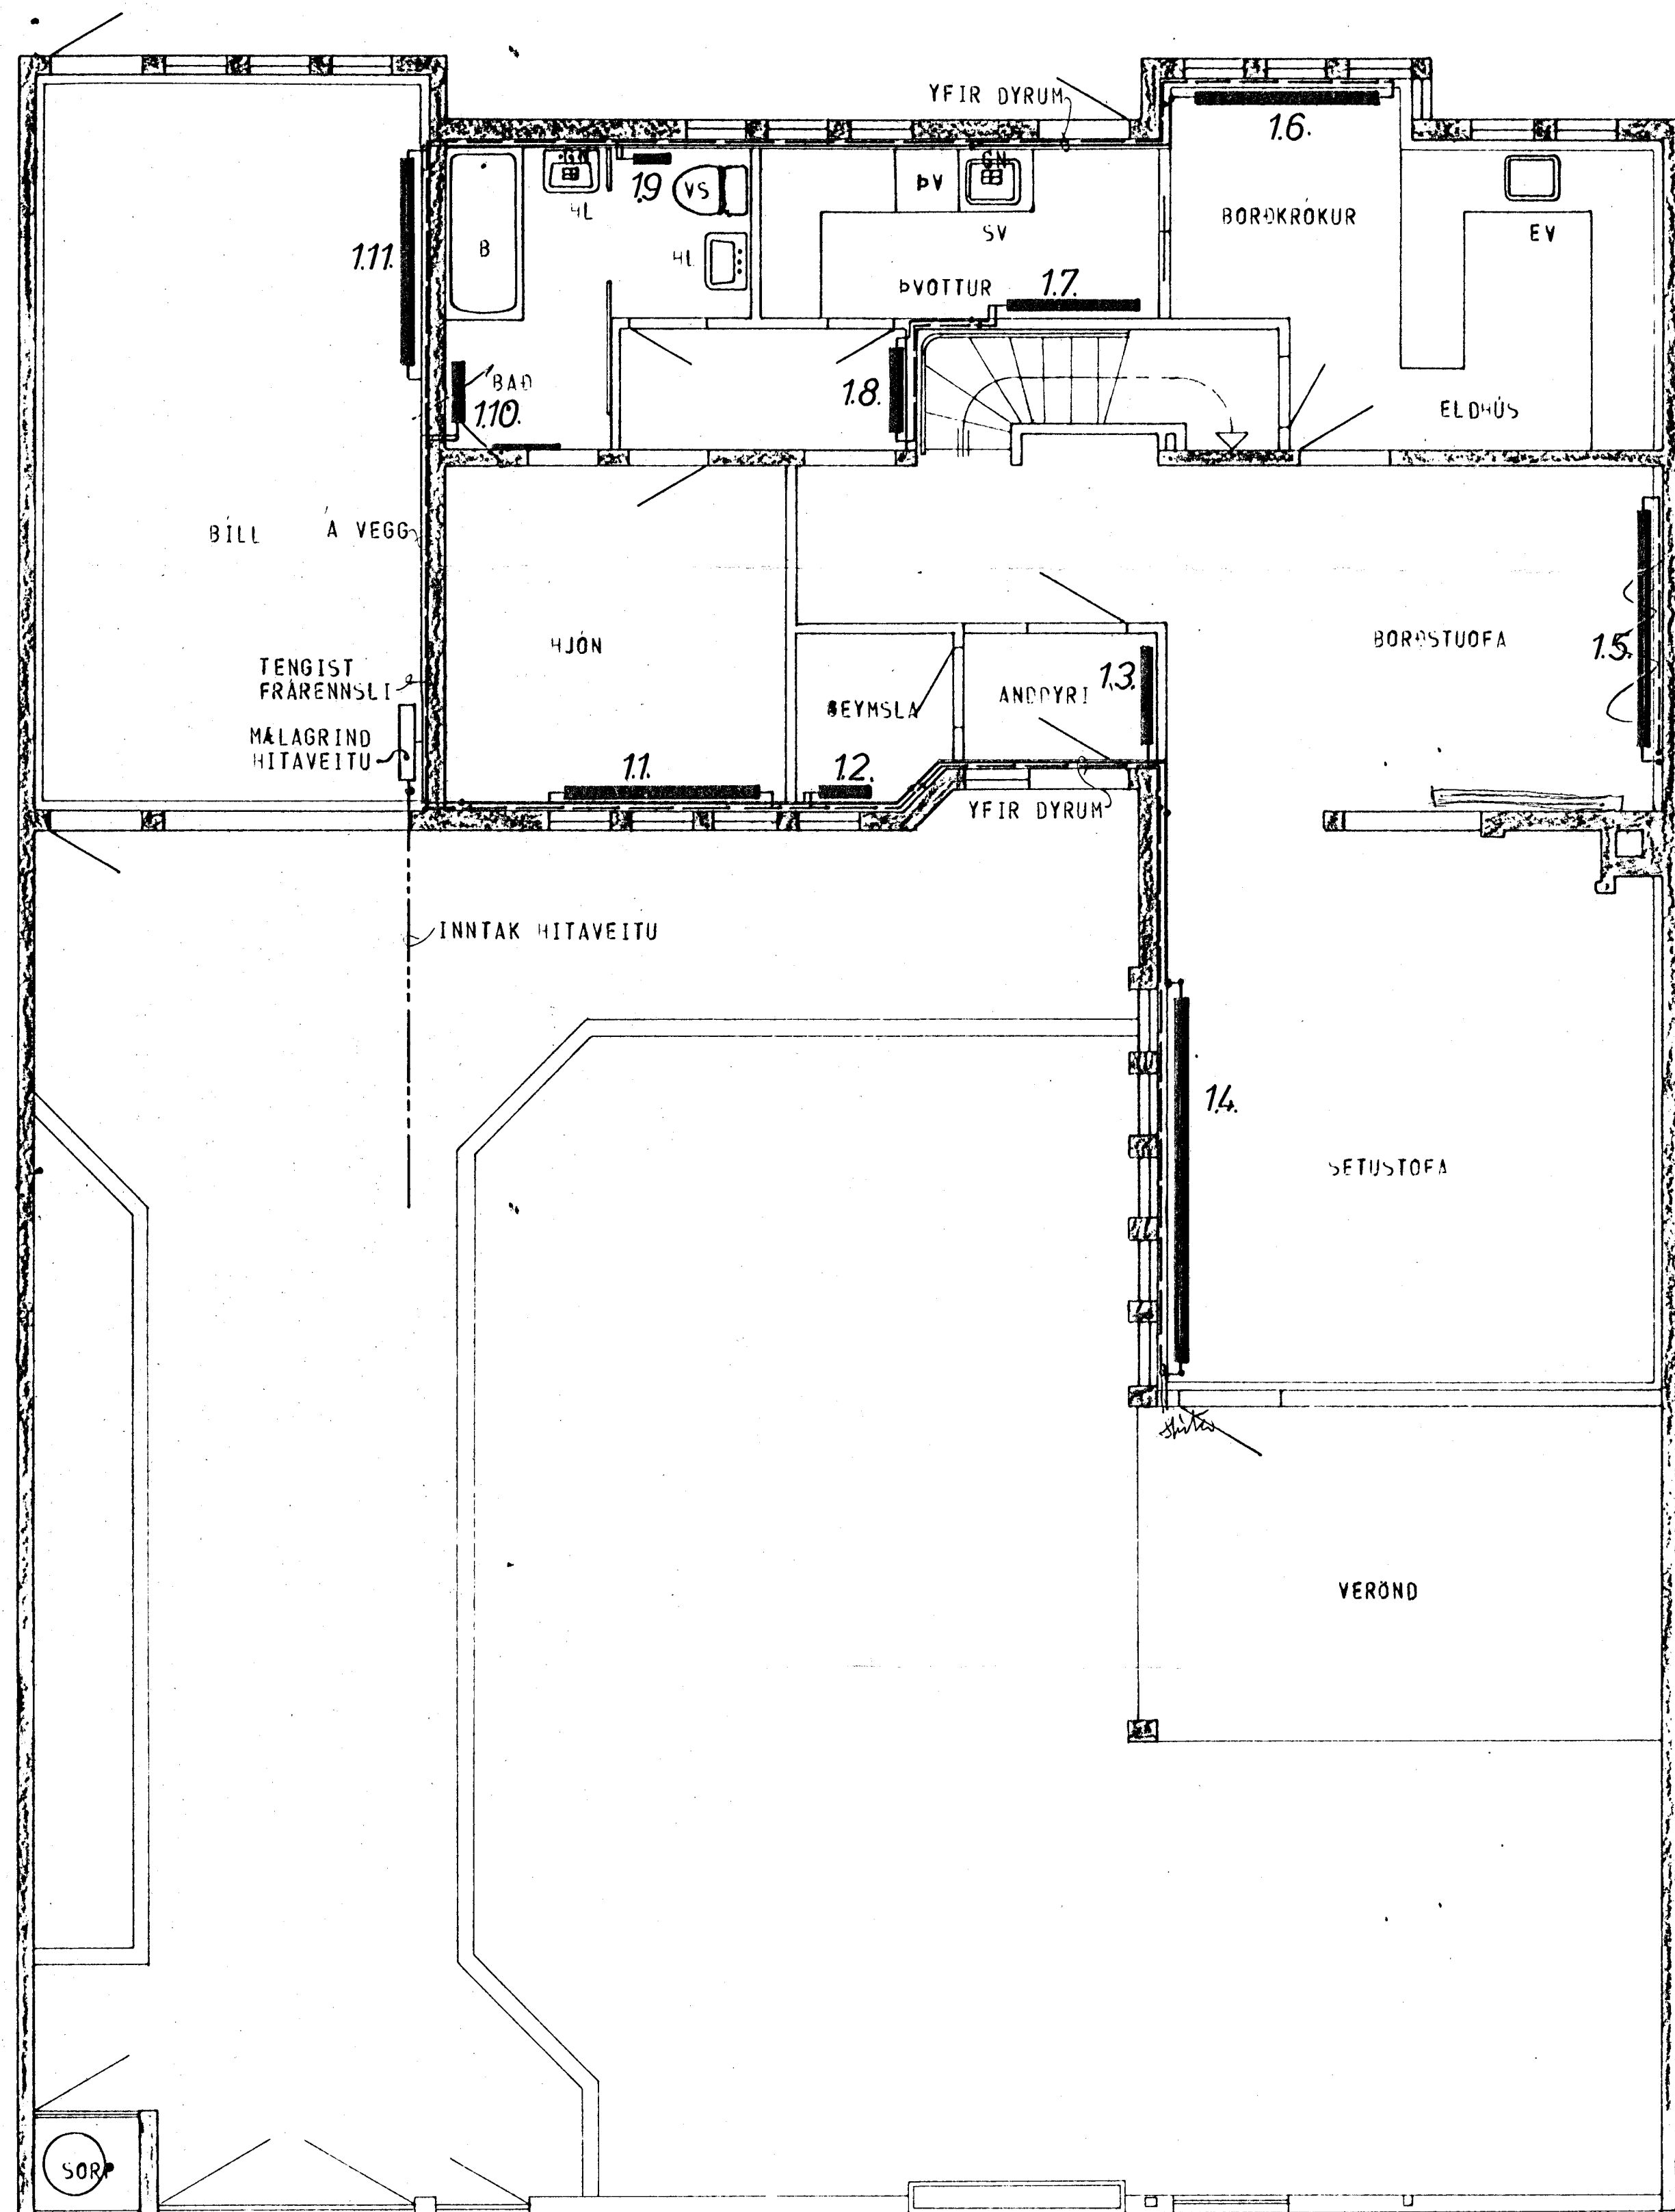 YFIR DYRUM
1.6.
GN
1.9
VS
ÞV
GN
HL
BORÐKRÓKUR
SV
EV
B
HL
1.11.
ÞVOTTUR
1.7.
BAÐ
1.8.
1.10.
ELDHÚS
BÍLL
Á VEGG
HJÓN
BORÐSTUOFA
1.5.
TENGIST
FRÁRENNSLI
1.3.
ANDDYRI
GEYMSLA
MÆLAGRIND
HITAVEITU
1.1.
1.2.
YFIR DYRUM
INNTAK HITAVEITU
1.4.
SETUSTOFA
VERÖND
SORP